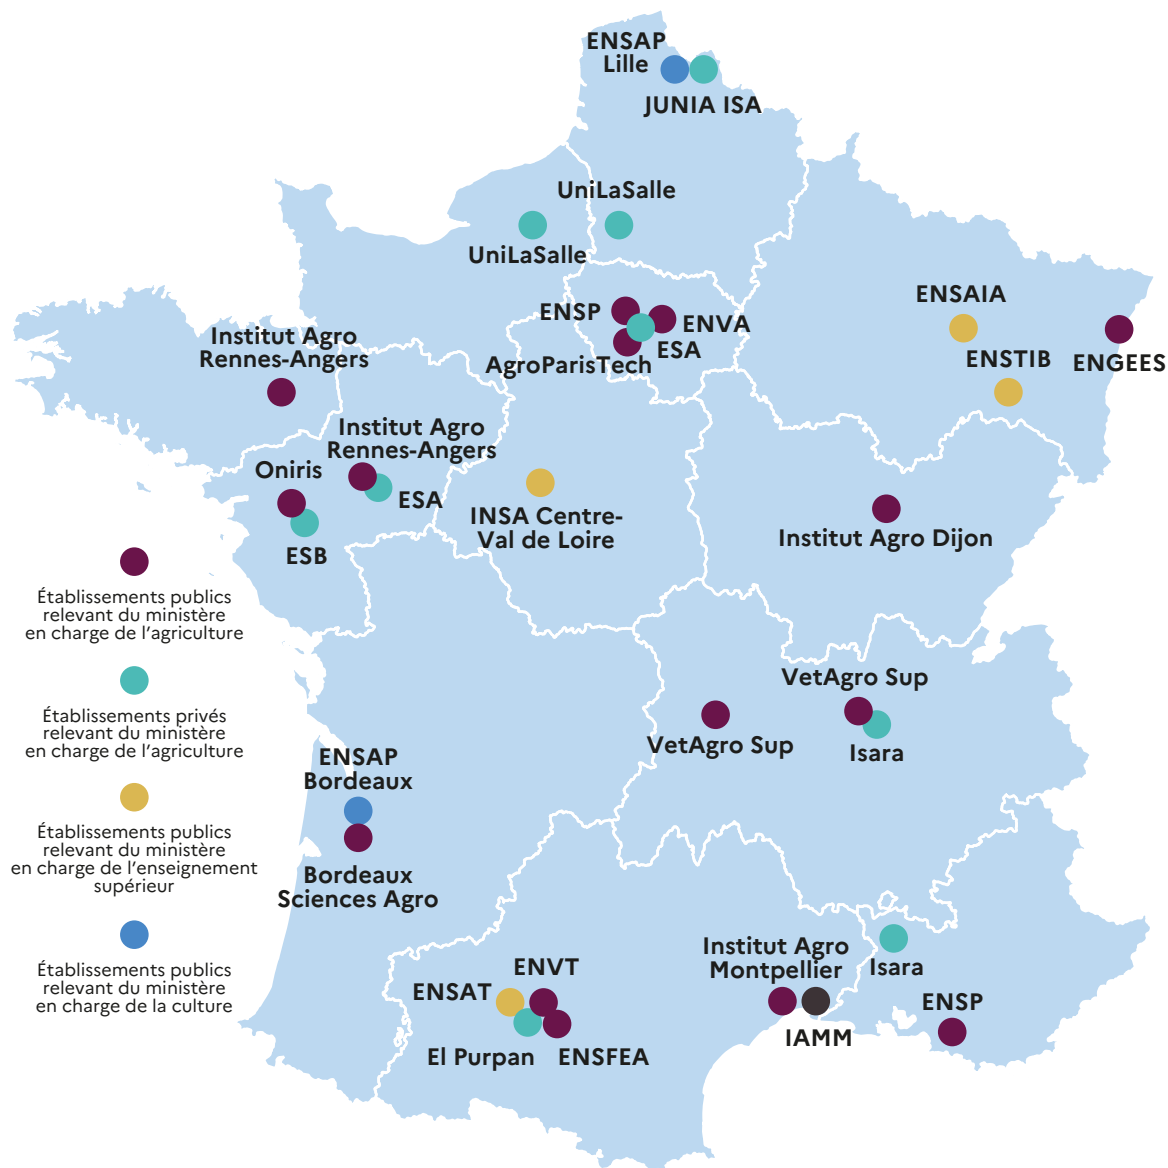 ENSAP
Lille
JUNIA ISA
UniLaSalle
UniLaSalle
ENSP
ENVA
ESA
AgroParisTech
ENSAIA
ENSTIB
ENGEES
Institut Agro
Rennes-Angers
Institut Agro
Rennes-Angers
Oniris
ESA
ESB
INSA Centre-
Val de Loire
Institut Agro Dijon
Établissements publics
relevant du ministère
en charge de l'agriculture
Établissements privés
relevant du ministère
en charge de l'agriculture
Établissements publics
relevant du ministère
en charge de l'enseignement
supérieur
Établissements publics
relevant du ministère
en charge de la culture
VetAgro Sup
VetAgro Sup
Isara
ENSAP
Bordeaux
Bordeaux
Sciences Agro
ENVT
ENSAT
El Purpan
ENSFEA
Institut Agro
Montpellier
IAMM
Isara
ENSP